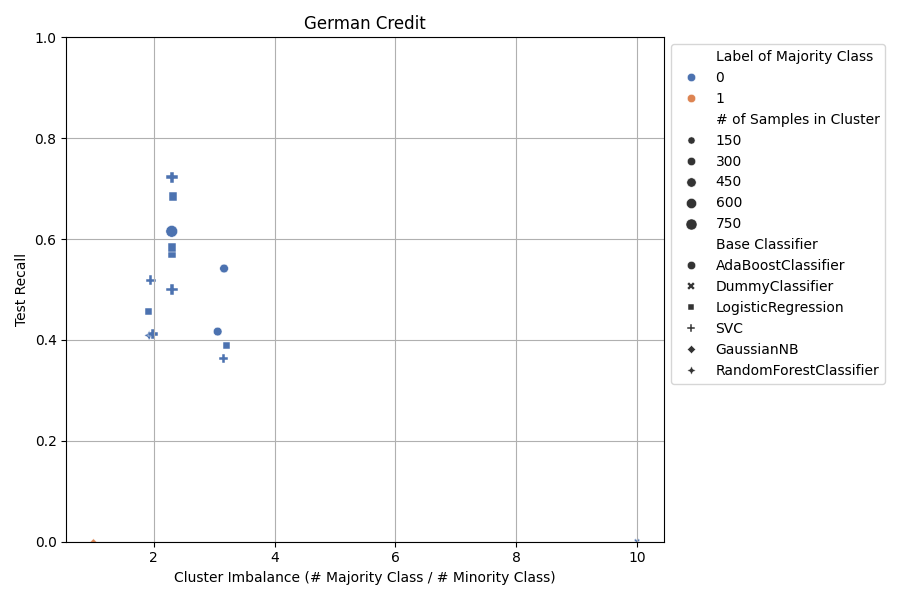 German Credit
1.0
0.8
0.6
0.4
0.2
0.0
Test Recall
2
4
6
8
10
Cluster Imbalance (# Majority Class / # Minority Class)
Label of Majority Class
0
1
# of Samples in Cluster
150
300
450
600
750
Base Classifier
AdaBoostClassifier
DummyClassifier
LogisticRegression
SVC
GaussianNB
RandomForestClassifier